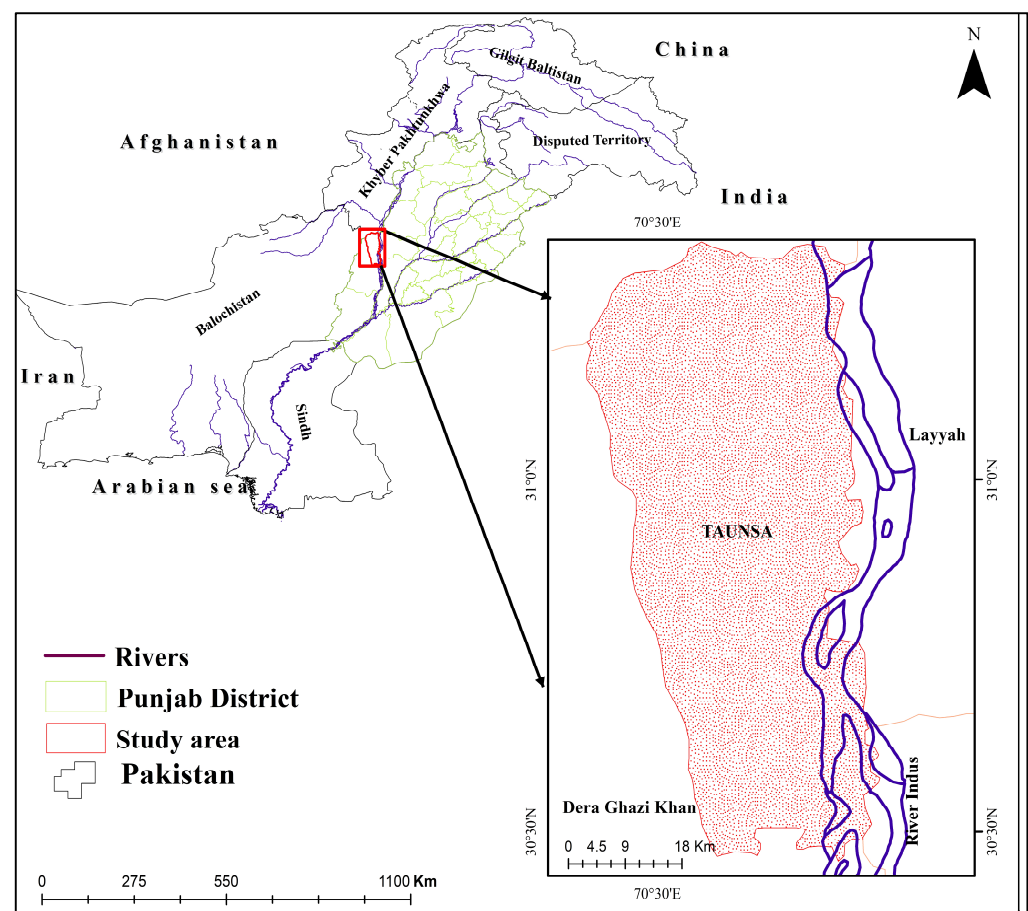 China
N
Gilgit Baltistan
Khyber Pakhtunkhwa
Afghanistan
Disputed Territory
India
70°30'E
Balochistan
Iran
Sindh
Layyah
31°0'N
31°0'N
Arabian sea
TAUNSA
Rivers
Punjab District
Study area
Pakistan
River Indus
Dera Ghazi Khan
30°30'N
30°30'N
0 4.5 9 18 Km
0 275 550 1100 Km
70°30'E